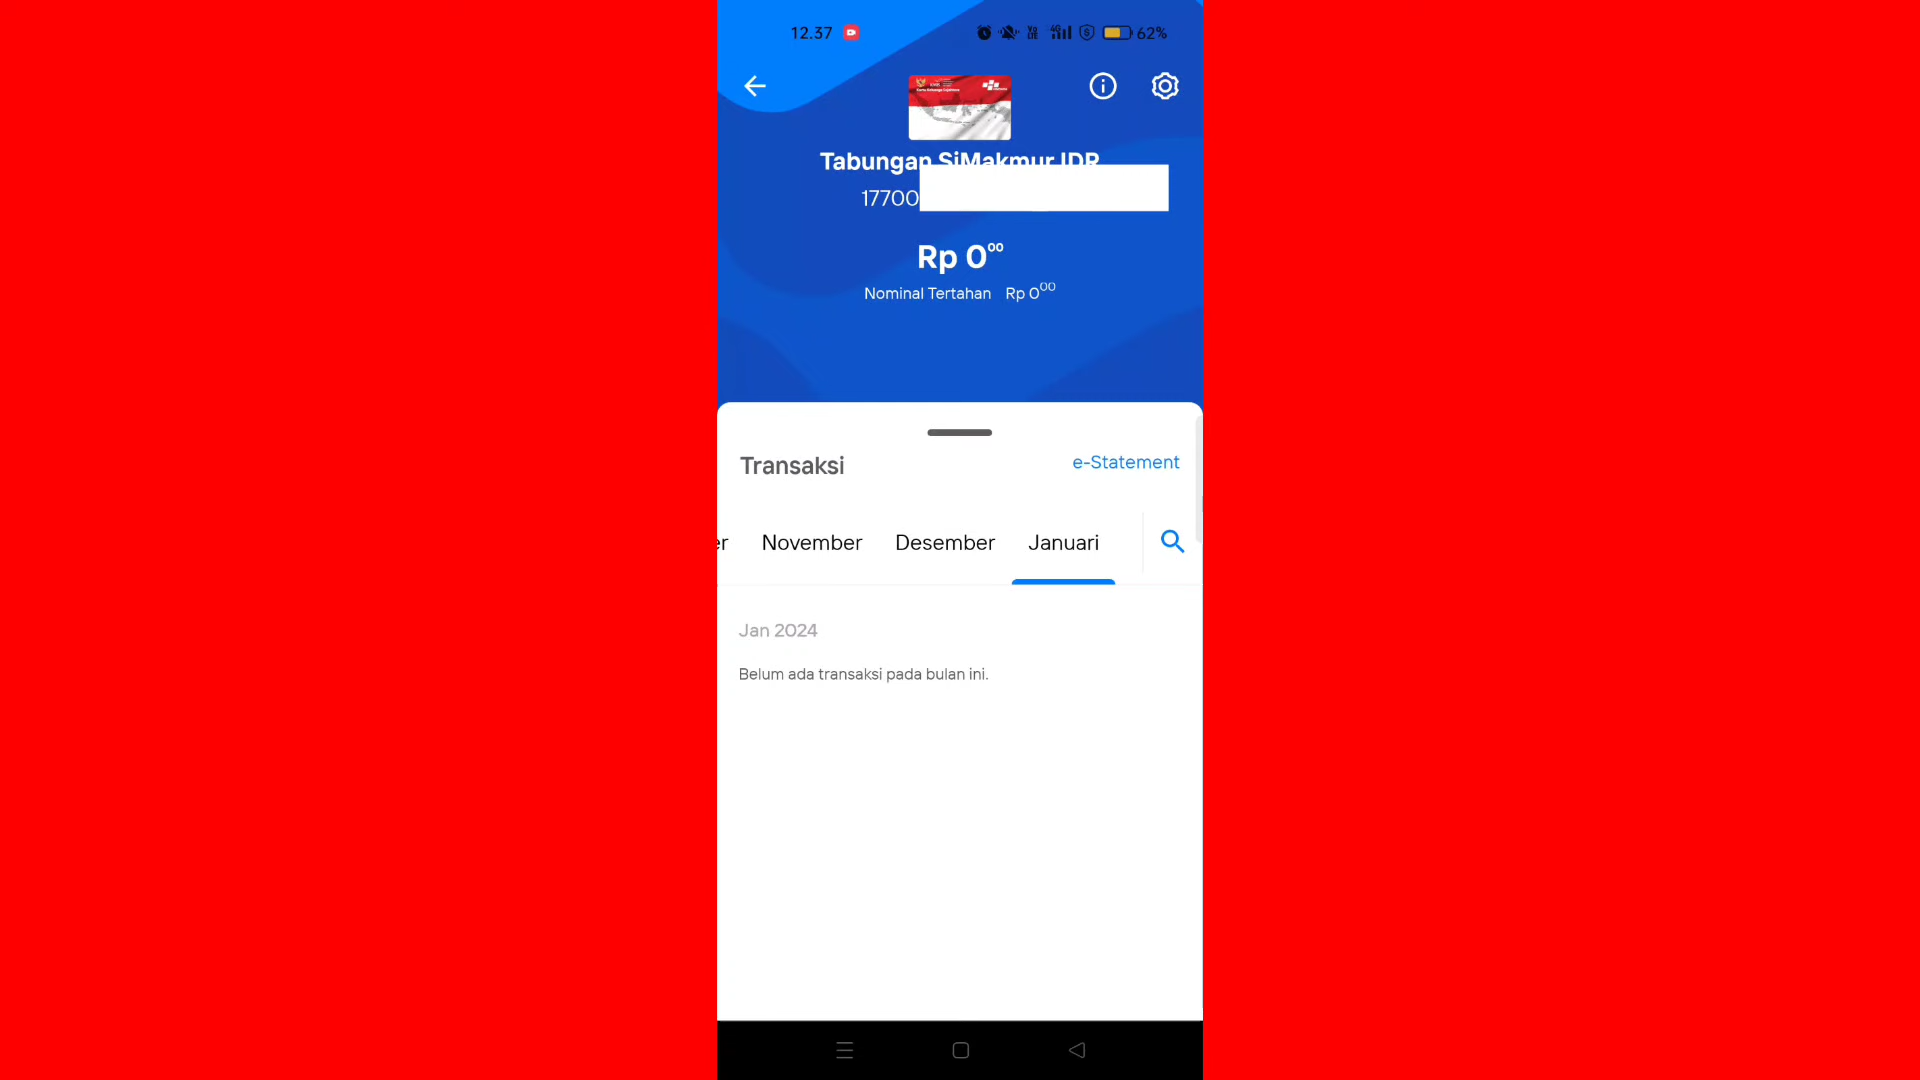 12.37
62%
Tabungan SiMakmur IDR
17700
Rp 0⁰⁰
Nominal Tertahan Rp 0⁰⁰
Transaksi
e-Statement
er November Desember Januari
Jan 2024
Belum ada transaksi pada bulan ini.